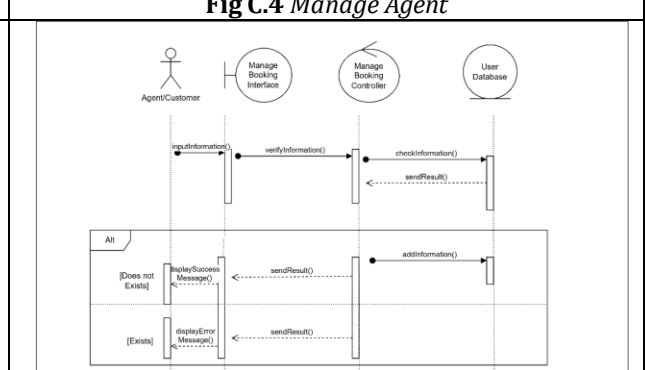 Fig C.4 Manage Agent
Agent/Customer
Manage
Booking
Interface
Manage
Booking
Controller
User
Database
inputInformation()
verifyInformation()
checkInformation()
sendResult()
Alt
addInformation()
[Does not
Exists]
displaySuccess
Message()
sendResult()
[Exists]
displayError
Message()
sendResult()